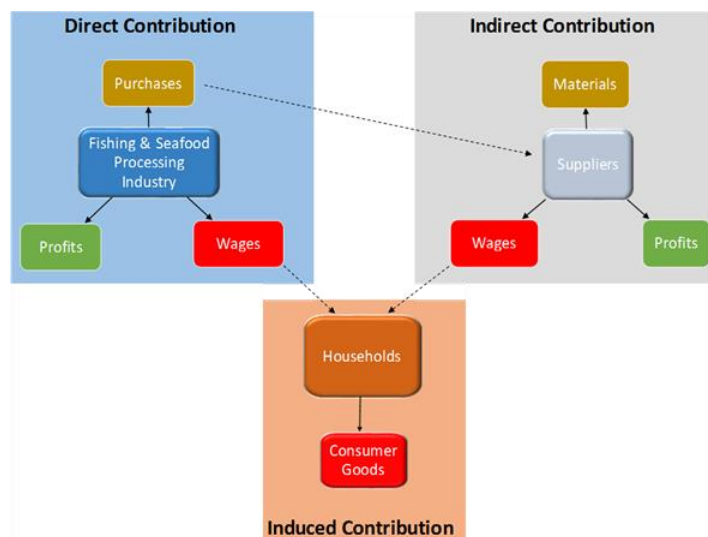 Direct Contribution
Purchases
Fishing & Seafood
Processing
Industry
Profits
Wages
Indirect Contribution
Materials
Suppliers
Wages
Profits
Households
Consumer
Goods
Induced Contribution